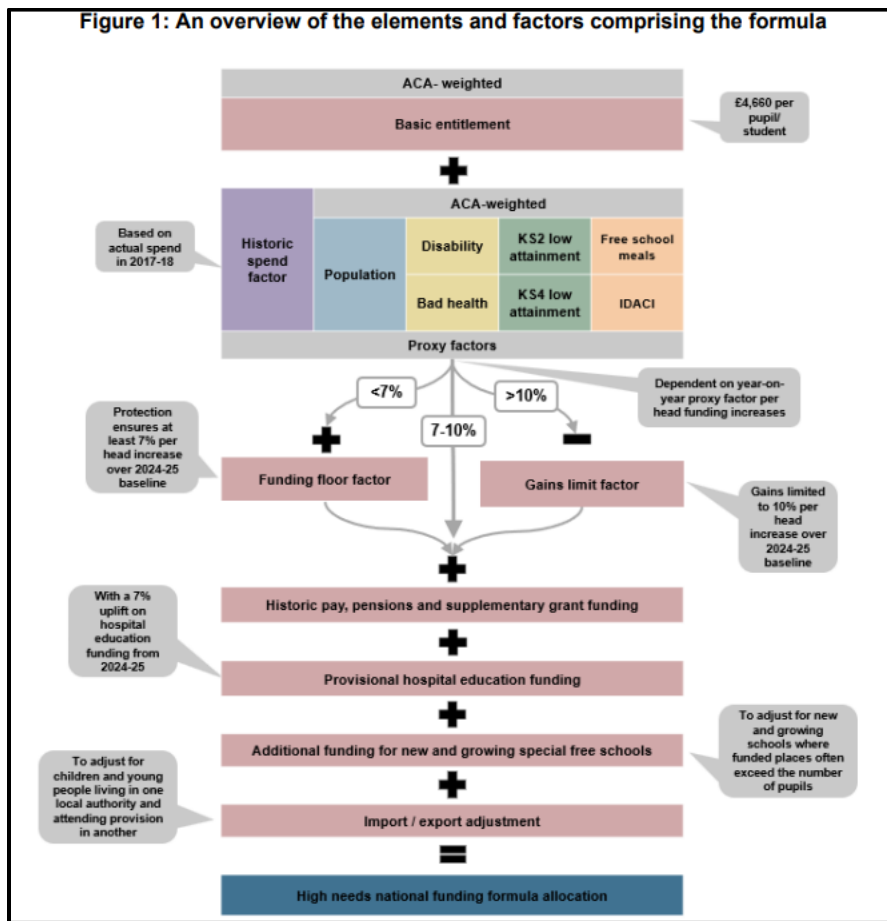 Figure 1: An overview of the elements and factors comprising the formula
ACA- weighted
Basic entitlement
£4,660 per
pupil/
student
Based on
actual spend
in 2017-18
Historic
spend
factor
ACA-weighted
Population
Disability
Bad health
KS2 low
attainment
KS4 low
attainment
Free school
meals
IDACI
Proxy factors
<7%
7-10%
>10%
Dependent on year-on-
year proxy factor per
head funding increases
Protection
ensures at
least 7% per
head increase
over 2024-25
baseline
Funding floor factor
Gains limit factor
Gains limited
to 10% per
head
increase over
2024-25
baseline
Historic pay, pensions and supplementary grant funding
With a 7%
uplift on
hospital
education
funding from
2024-25
Provisional hospital education funding
Additional funding for new and growing special free schools
To adjust for new
and growing
schools where
funded places often
exceed the number
of pupils
To adjust for
children and young
people living in one
local authority and
attending provision
in another
Import / export adjustment
High needs national funding formula allocation